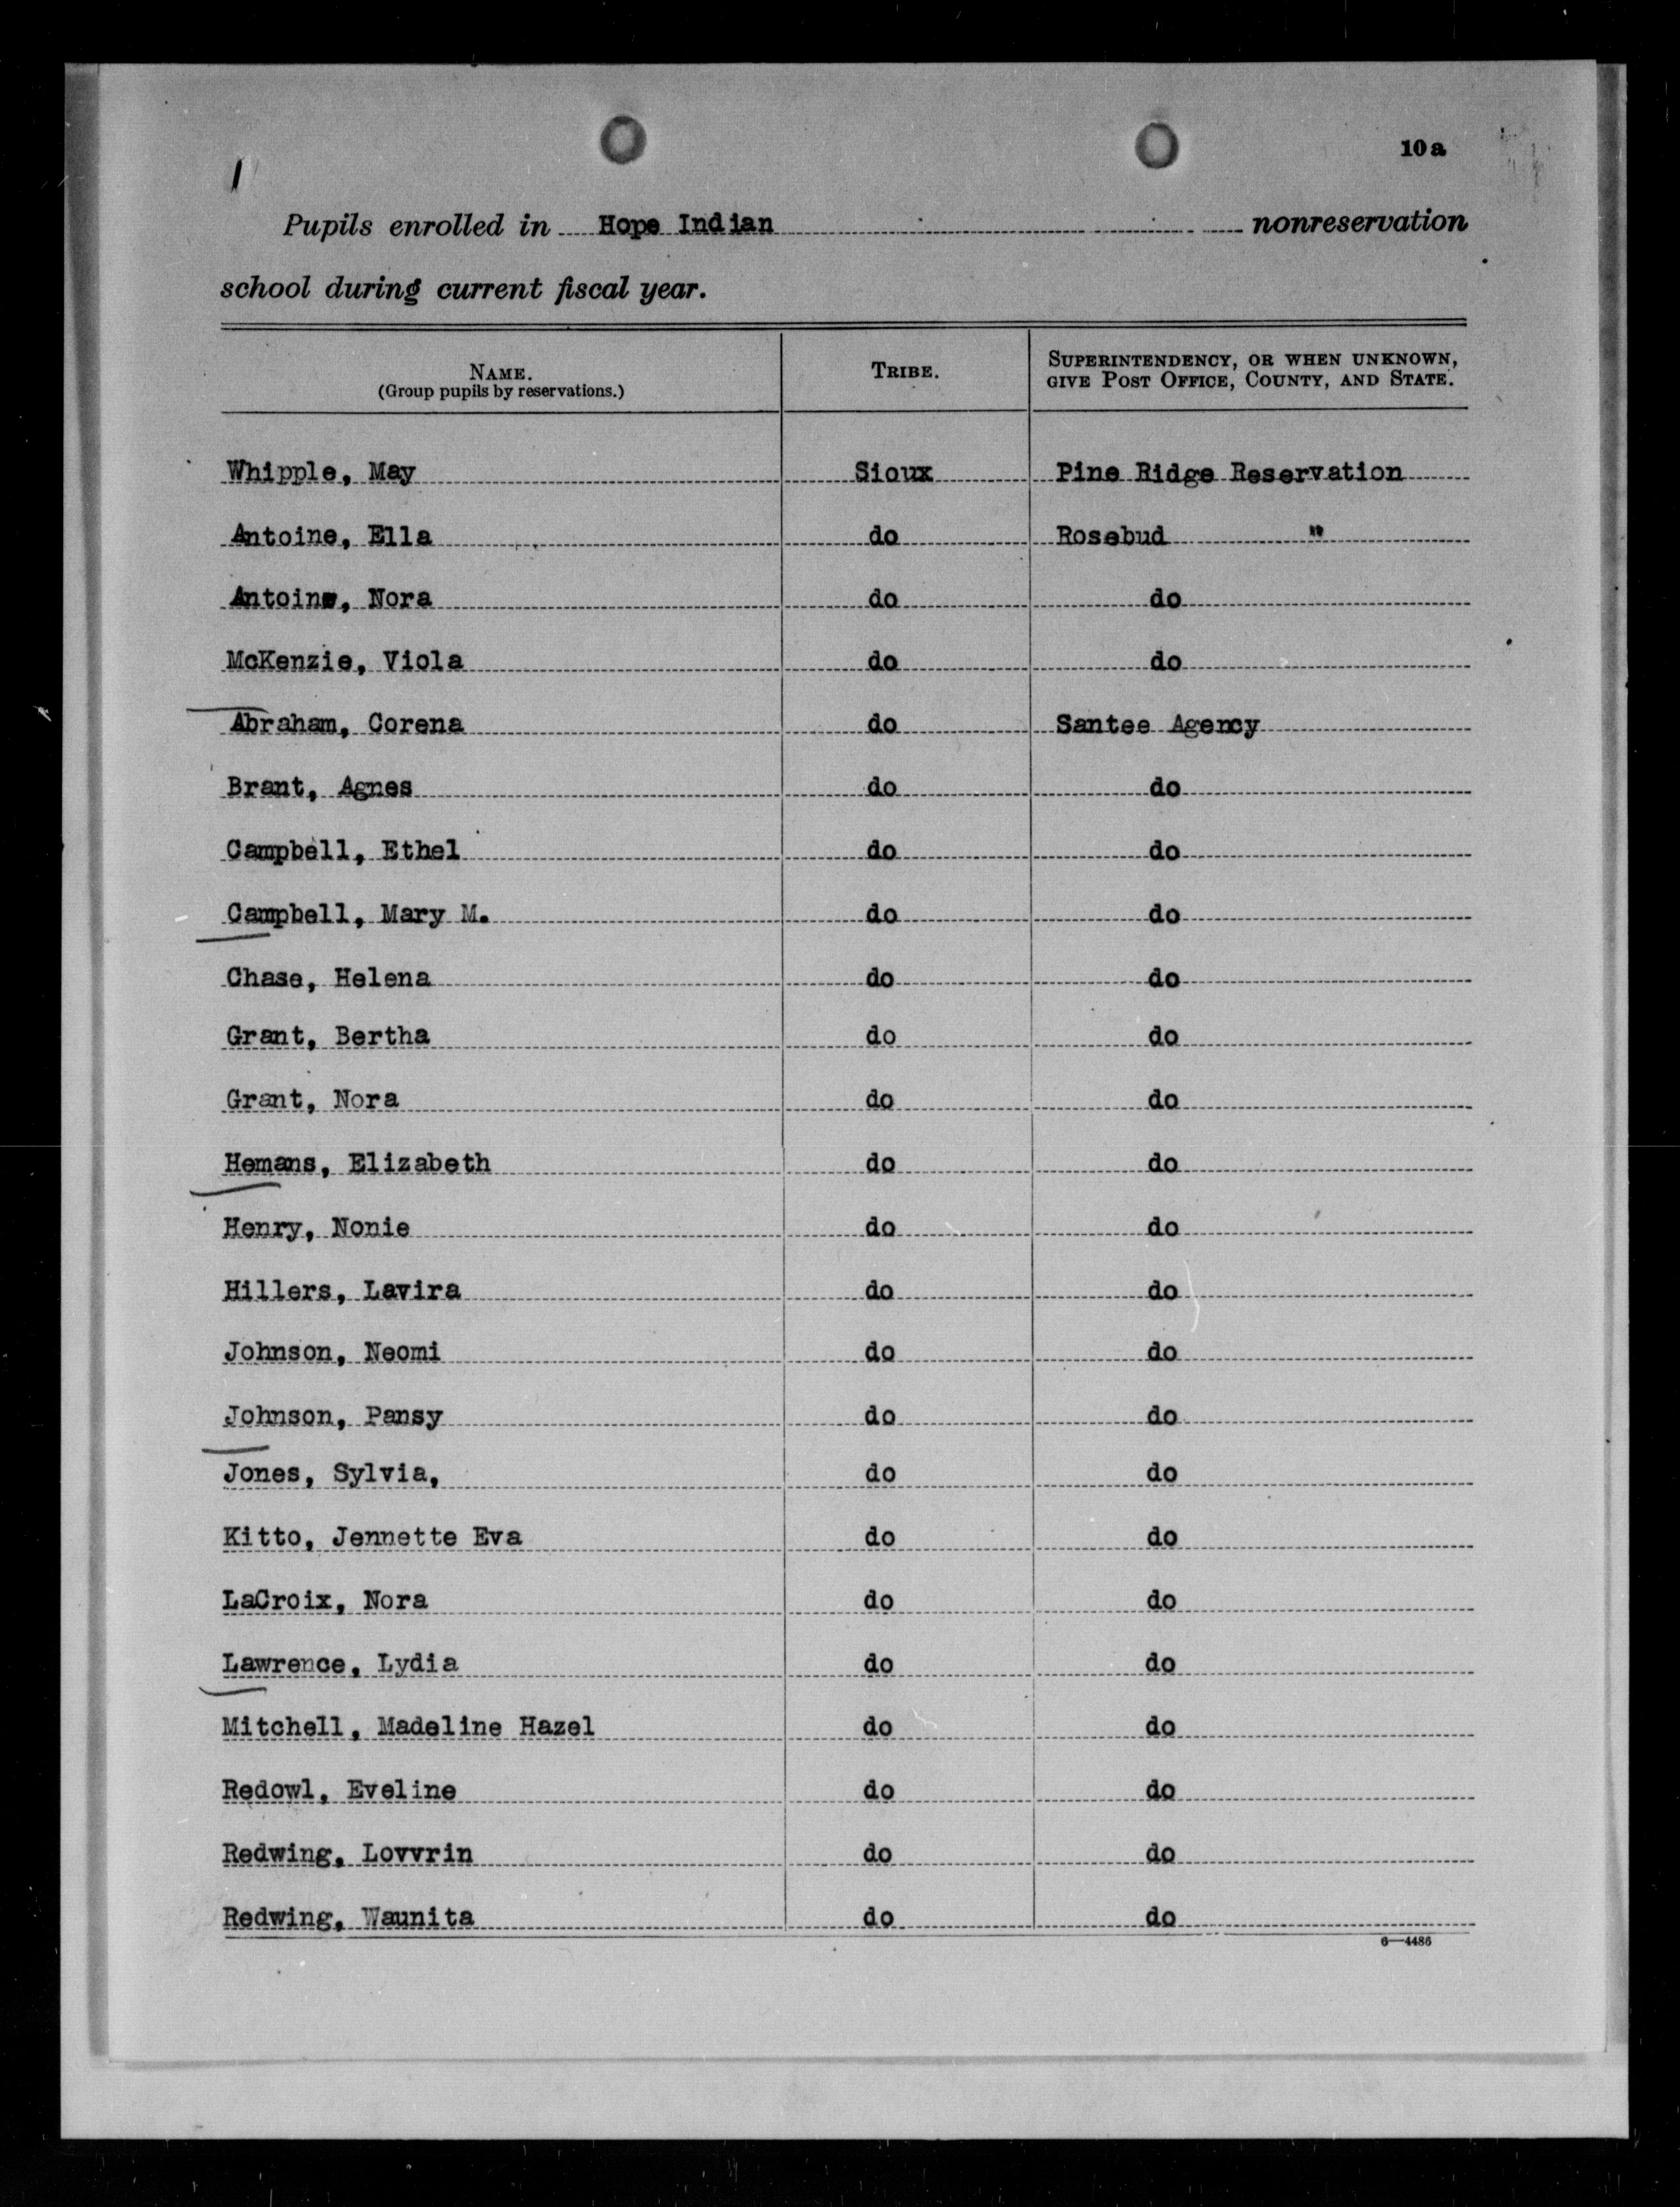 10a
1
Pupils enrolled in Hope Indian nonreservation
school during current fiscal year.
NAME.
(Group pupils by reservations.)
TRIBE.
SUPERINTENDENCY, OR WHEN UNKNOWN,
GIVE POST OFFICE, COUNTY, AND STATE.
Whipple, May Sioux Pine Ridge Reservation
Antoine, Ella do Rosebud "
Antoine, Nora do do
McKenzie, Viola do do
Abraham, Corena do Santee Agency
Brant, Agnes do do
Campbell, Ethel do do
Campbell, Mary M. do do
Chase, Helena do do
Grant, Bertha do do
Grant, Nora do do
Hemans, Elizabeth do do
Henry, Nonie do do
Hillers, Lavira do do
Johnson, Neomi do do
Johnson, Pansy do do
Jones, Sylvia, do do
Kitto, Jennette Eva do do
LaCroix, Nora do do
Lawrence, Lydia do do
Mitchell, Madeline Hazel do do
Redowl, Eveline do do
Redwing, Lovvrin do do
Redwing, Waunita do do
6—4486